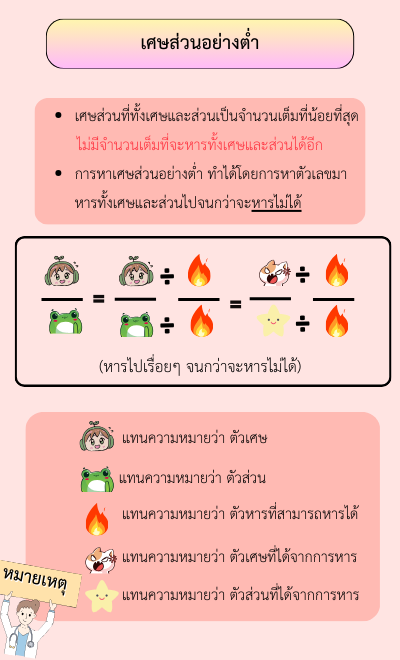 เศษส่วนอย่างต่ำ
• เศษส่วนที่ทั้งเศษและส่วนเป็นจำนวนเต็มที่น้อยที่สุด
ไม่มีจำนวนเต็มที่จะหารทั้งเศษและส่วนได้อีก
• การหาเศษส่วนอย่างต่ำ ทำได้โดยการหาตัวเลขมา
หารทั้งเศษและส่วนไปจนกว่าจะหารไม่ได้
÷ ÷
= =
÷ ÷
(หารไปเรื่อยๆ จนกว่าจะหารไม่ได้)
แทนความหมายว่า ตัวเศษ
แทนความหมายว่า ตัวส่วน
แทนความหมายว่า ตัวหารที่สามารถหารได้
แทนความหมายว่า ตัวเศษที่ได้จากการหาร
แทนความหมายว่า ตัวส่วนที่ได้จากการหาร
หมายเหตุ